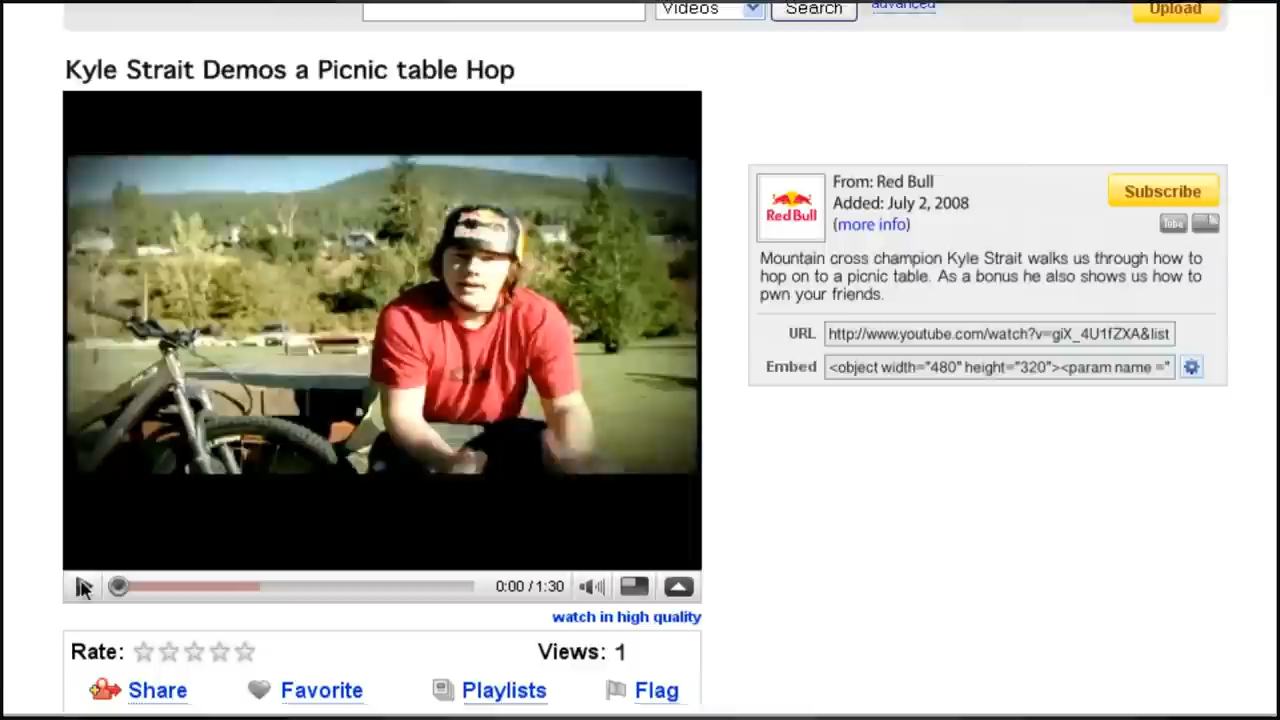 Videos
Search
advanced
Upload
Kyle Strait Demos a Picnic table Hop
From: Red Bull
Added: July 2, 2008
(more info)
Subscribe
Red Bull
Tube
Mountain cross champion Kyle Strait walks us through how to
hop on to a picnic table. As a bonus he also shows us how to
pwn your friends.
URL
http://www.youtube.com/watch?v=giX_4U1fZXA&list
Embed
<object width="480" height="320"><param name ="
0:00 / 1:30
watch in high quality
Rate:
Views: 1
Share
Favorite
Playlists
Flag